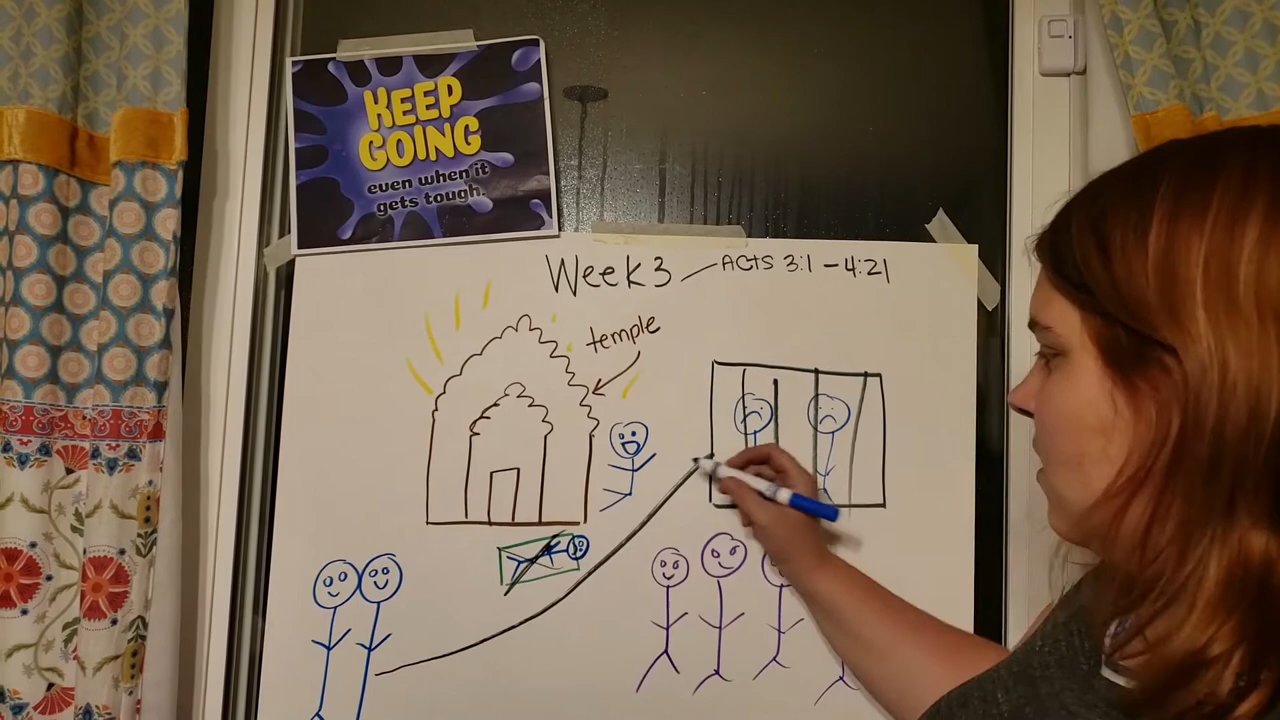 KEEP
GOING
even when it
gets tough.
Week 3 — ACTS 3:1 – 4:21
temple